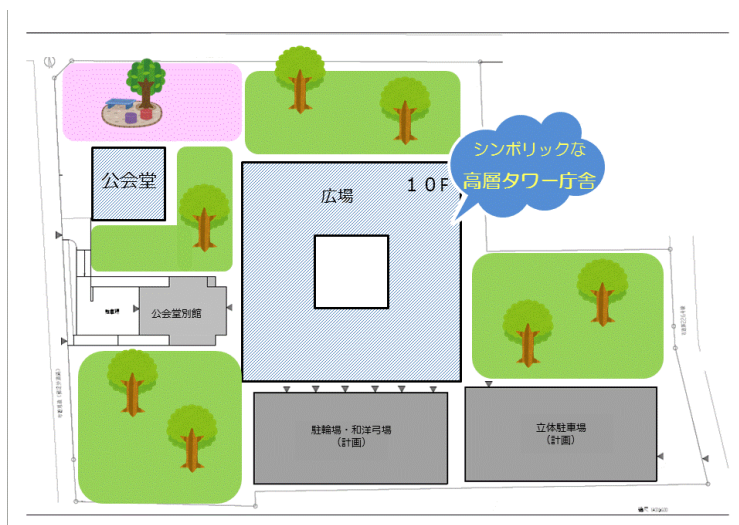 シンボリックな
高層タワー庁舎
公会堂
広場
１０F
公会堂別館
駐輪場・和洋弓場
（計画）
立体駐車場
（計画）